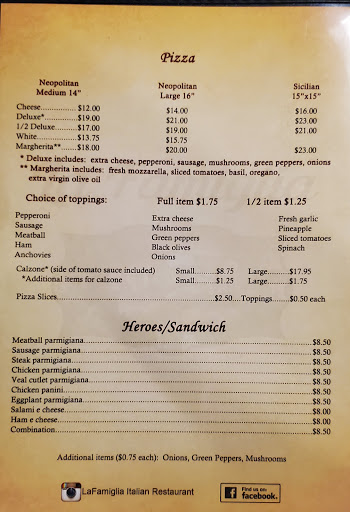 Pizza
Neopolitan Neopolitan Sicilian
Medium 14" Large 16" 15"x15"
Cheese................ $12.00 $14.00 $16.00
Deluxe*...............$19.00 $21.00 $23.00
1/2 Deluxe.........$17.00 $19.00 $21.00
White..................$13.75 $15.75
Margherita**......$18.00 $20.00 $23.00
* Deluxe includes: extra cheese, pepperoni, sausage, mushrooms, green peppers, onions
** Margherita includes: fresh mozzarella, sliced tomatoes, basil, oregano,
extra virgin olive oil
Choice of toppings: Full item $1.75 1/2 item $1.25
Pepperoni Extra cheese Fresh garlic
Sausage Mushrooms Pineapple
Meatball Green peppers Sliced tomatoes
Ham Black olives Spinach
Anchovies Onions
Calzone* (side of tomato sauce included) Small.........$8.75 Large.........$17.95
*Additional items for calzone Small.........$1.25 Large.........$1.75
Pizza Slices..................................................$2.50....Toppings.........$0.50 each
Heroes/Sandwich
Meatball parmigiana..................................................$8.50
Sausage parmigiana..................................................$8.50
Steak parmigiana..................................................$8.50
Chicken parmigiana..................................................$8.50
Veal cutlet parmigiana..................................................$8.50
Chicken panini..................................................$8.50
Eggplant parmigiana..................................................$8.50
Salami e cheese..................................................$8.00
Ham e cheese..................................................$8.00
Combination..................................................$8.50
Additional items ($0.75 each): Onions, Green Peppers, Mushrooms
LaFamiglia Italian Restaurant
Find us on
facebook.